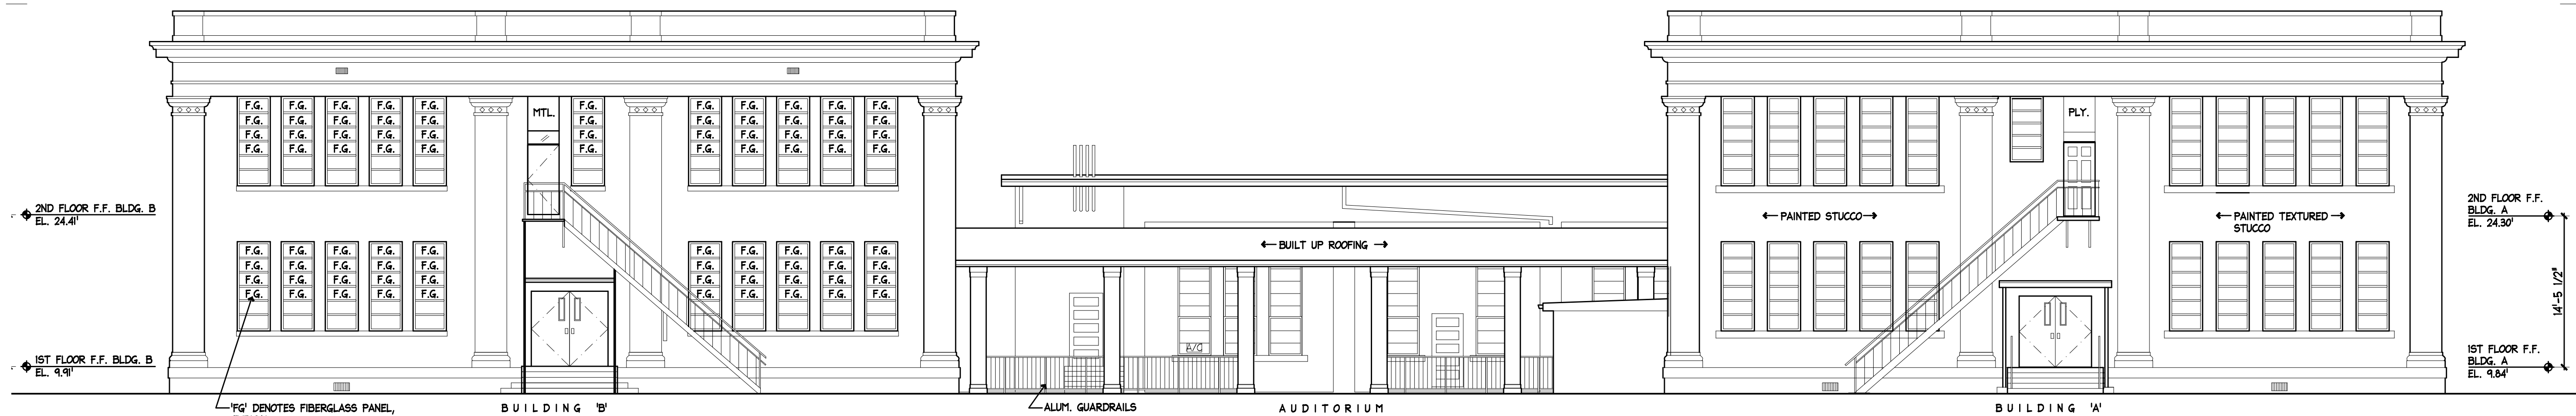 F.G. F.G. F.G. F.G. F.G. F.G. F.G. F.G. F.G. F.G. F.G.
MTL.
PLY.
F.G. F.G. F.G. F.G. F.G. F.G. F.G. F.G. F.G. F.G. F.G.
F.G. F.G. F.G. F.G. F.G. F.G. F.G. F.G. F.G. F.G. F.G.
F.G. F.G. F.G. F.G. F.G. F.G. F.G. F.G. F.G. F.G. F.G.
2ND FLOOR F.F. BLDG. B
EL. 24.41'
PAINTED STUCCO
PAINTED TEXTURED
STUCCO
2ND FLOOR F.F.
BLDG. A
EL. 24.30'
BUILT UP ROOFING
F.G. F.G. F.G. F.G. F.G. F.G. F.G. F.G. F.G. F.G.
F.G. F.G. F.G. F.G. F.G. F.G. F.G. F.G. F.G. F.G.
F.G. F.G. F.G. F.G. F.G. F.G. F.G. F.G. F.G. F.G.
F.G. F.G. F.G. F.G. F.G. F.G. F.G. F.G. F.G. F.G.
14'-5 1/2"
A/C
1ST FLOOR F.F. BLDG. B
EL. 9.91'
1ST FLOOR F.F.
BLDG. A
EL. 9.84'
'FG' DENOTES FIBERGLASS PANEL,
BUILDING 'B'
ALUM. GUARDRAILS
AUDITORIUM
BUILDING 'A'